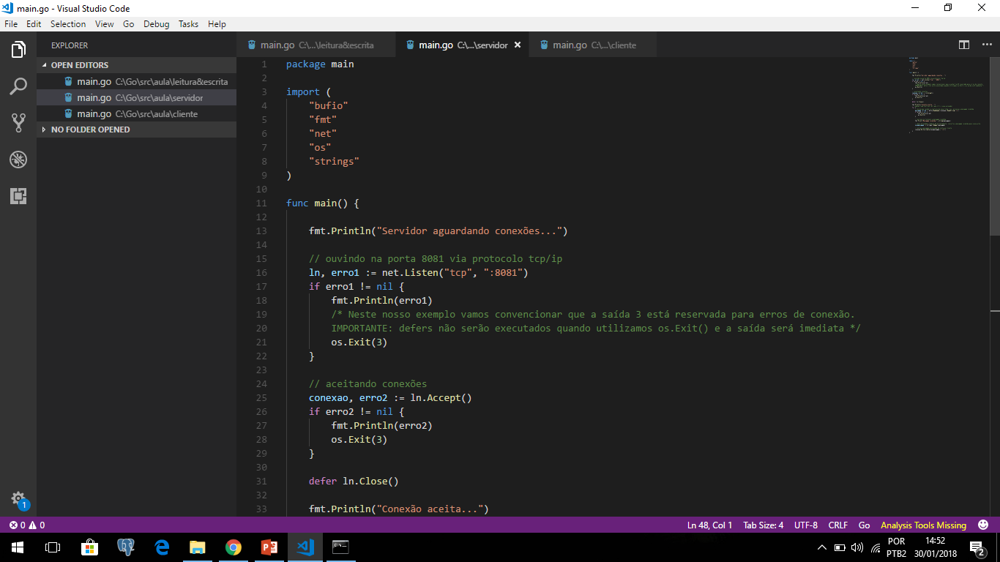 main.go - Visual Studio Code
File Edit Selection View Go Debug Tasks Help
EXPLORER
OPEN EDITORS
main.go C:\Go\src\aula\leitura&escrita
main.go C:\Go\src\aula\servidor
main.go C:\Go\src\aula\cliente
NO FOLDER OPENED
main.go C:\...\leitura&escrita main.go C:\...\servidor main.go C:\...\cliente
1 package main
2
3 import (
4 "bufio"
5 "fmt"
6 "net"
7 "os"
8 "strings"
9 )
10
11 func main() {
12
13 fmt.Println("Servidor aguardando conexões...")
14
15 // ouvindo na porta 8081 via protocolo tcp/ip
16 ln, erro1 := net.Listen("tcp", ":8081")
17 if erro1 != nil {
18 fmt.Println(erro1)
19 /* Neste nosso exemplo vamos convencionar que a saída 3 está reservada para erros de conexão.
20 IMPORTANTE: defers não serão executados quando utilizamos os.Exit() e a saída será imediata */
21 os.Exit(3)
22 }
23
24 // aceitando conexões
25 conexao, erro2 := ln.Accept()
26 if erro2 != nil {
27 fmt.Println(erro2)
28 os.Exit(3)
29 }
30
31 defer ln.Close()
32
33 fmt.Println("Conexão aceita...")
1
0 0 Ln 48, Col 1 Tab Size: 4 UTF-8 CRLF Go Analysis Tools Missing
POR 14:52
PTB2 30/01/2018 2